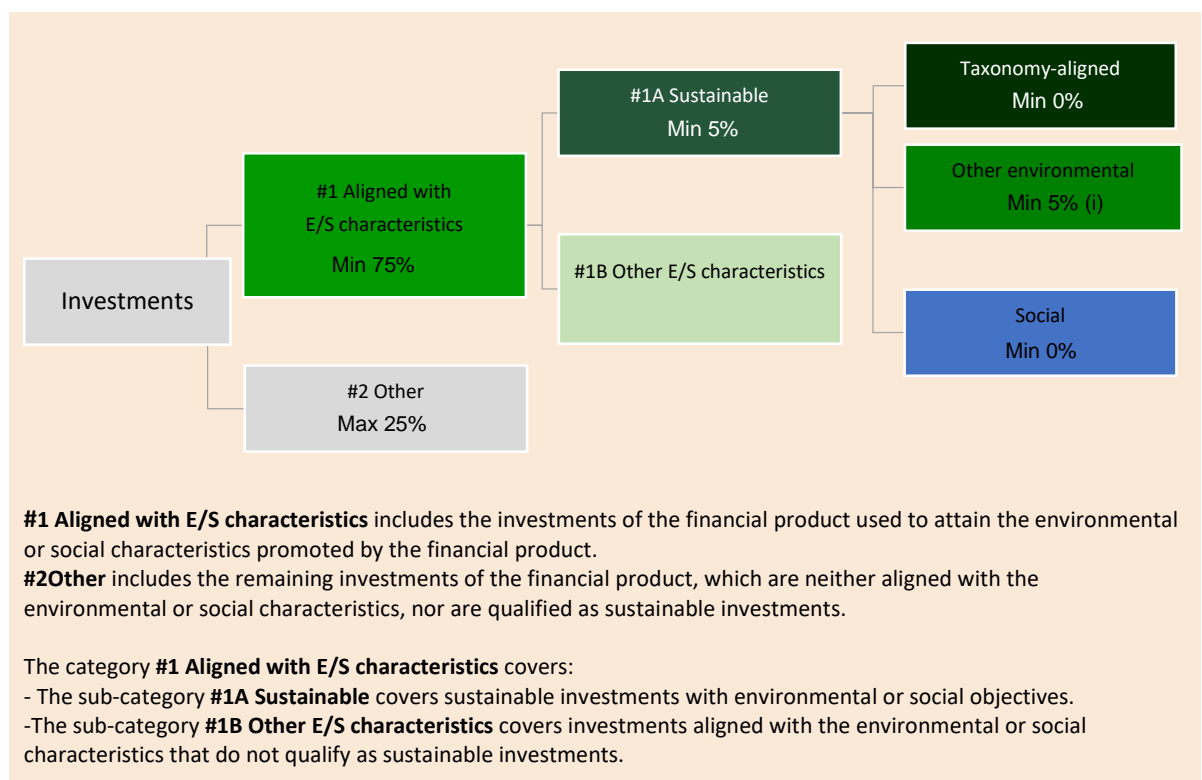 Investments
#1 Aligned with
E/S characteristics
Min 75%
#2 Other
Max 25%
#1A Sustainable
Min 5%
#1B Other E/S characteristics
Taxonomy-aligned
Min 0%
Other environmental
Min 5% (i)
Social
Min 0%
#1 Aligned with E/S characteristics includes the investments of the financial product used to attain the environmental
or social characteristics promoted by the financial product.
#2Other includes the remaining investments of the financial product, which are neither aligned with the
environmental or social characteristics, nor are qualified as sustainable investments.
The category #1 Aligned with E/S characteristics covers:
- The sub-category #1A Sustainable covers sustainable investments with environmental or social objectives.
-The sub-category #1B Other E/S characteristics covers investments aligned with the environmental or social
characteristics that do not qualify as sustainable investments.